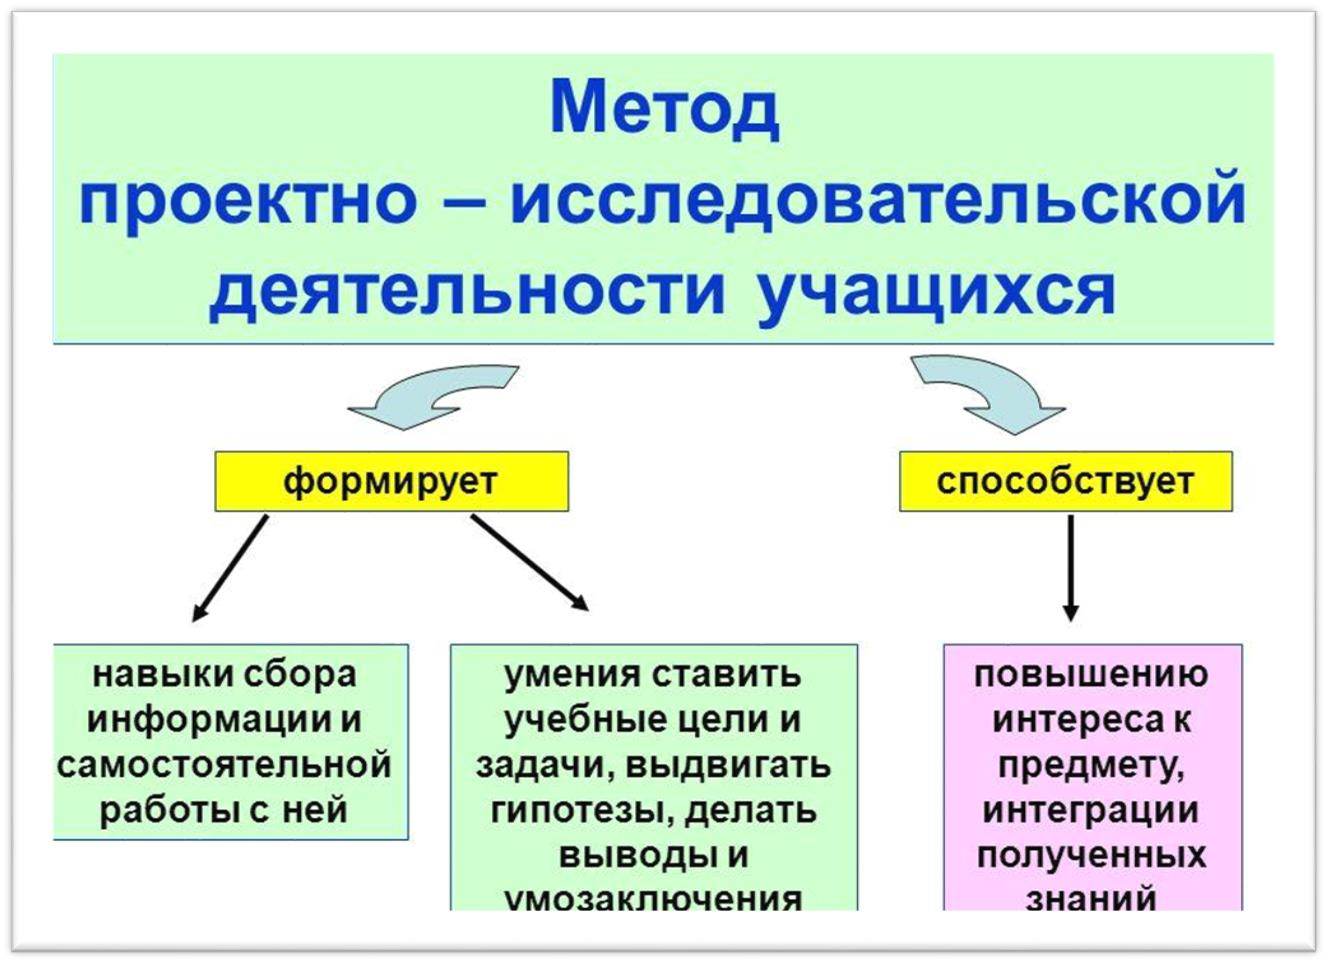 Метод
проектно – исследовательской
деятельности учащихся
формирует
способствует
навыки сбора
информации и
самостоятельной
работы с ней
умения ставить
учебные цели и
задачи, выдвигать
гипотезы, делать
выводы и
умозаключения
повышению
интереса к
предмету,
интеграции
полученных
знаний